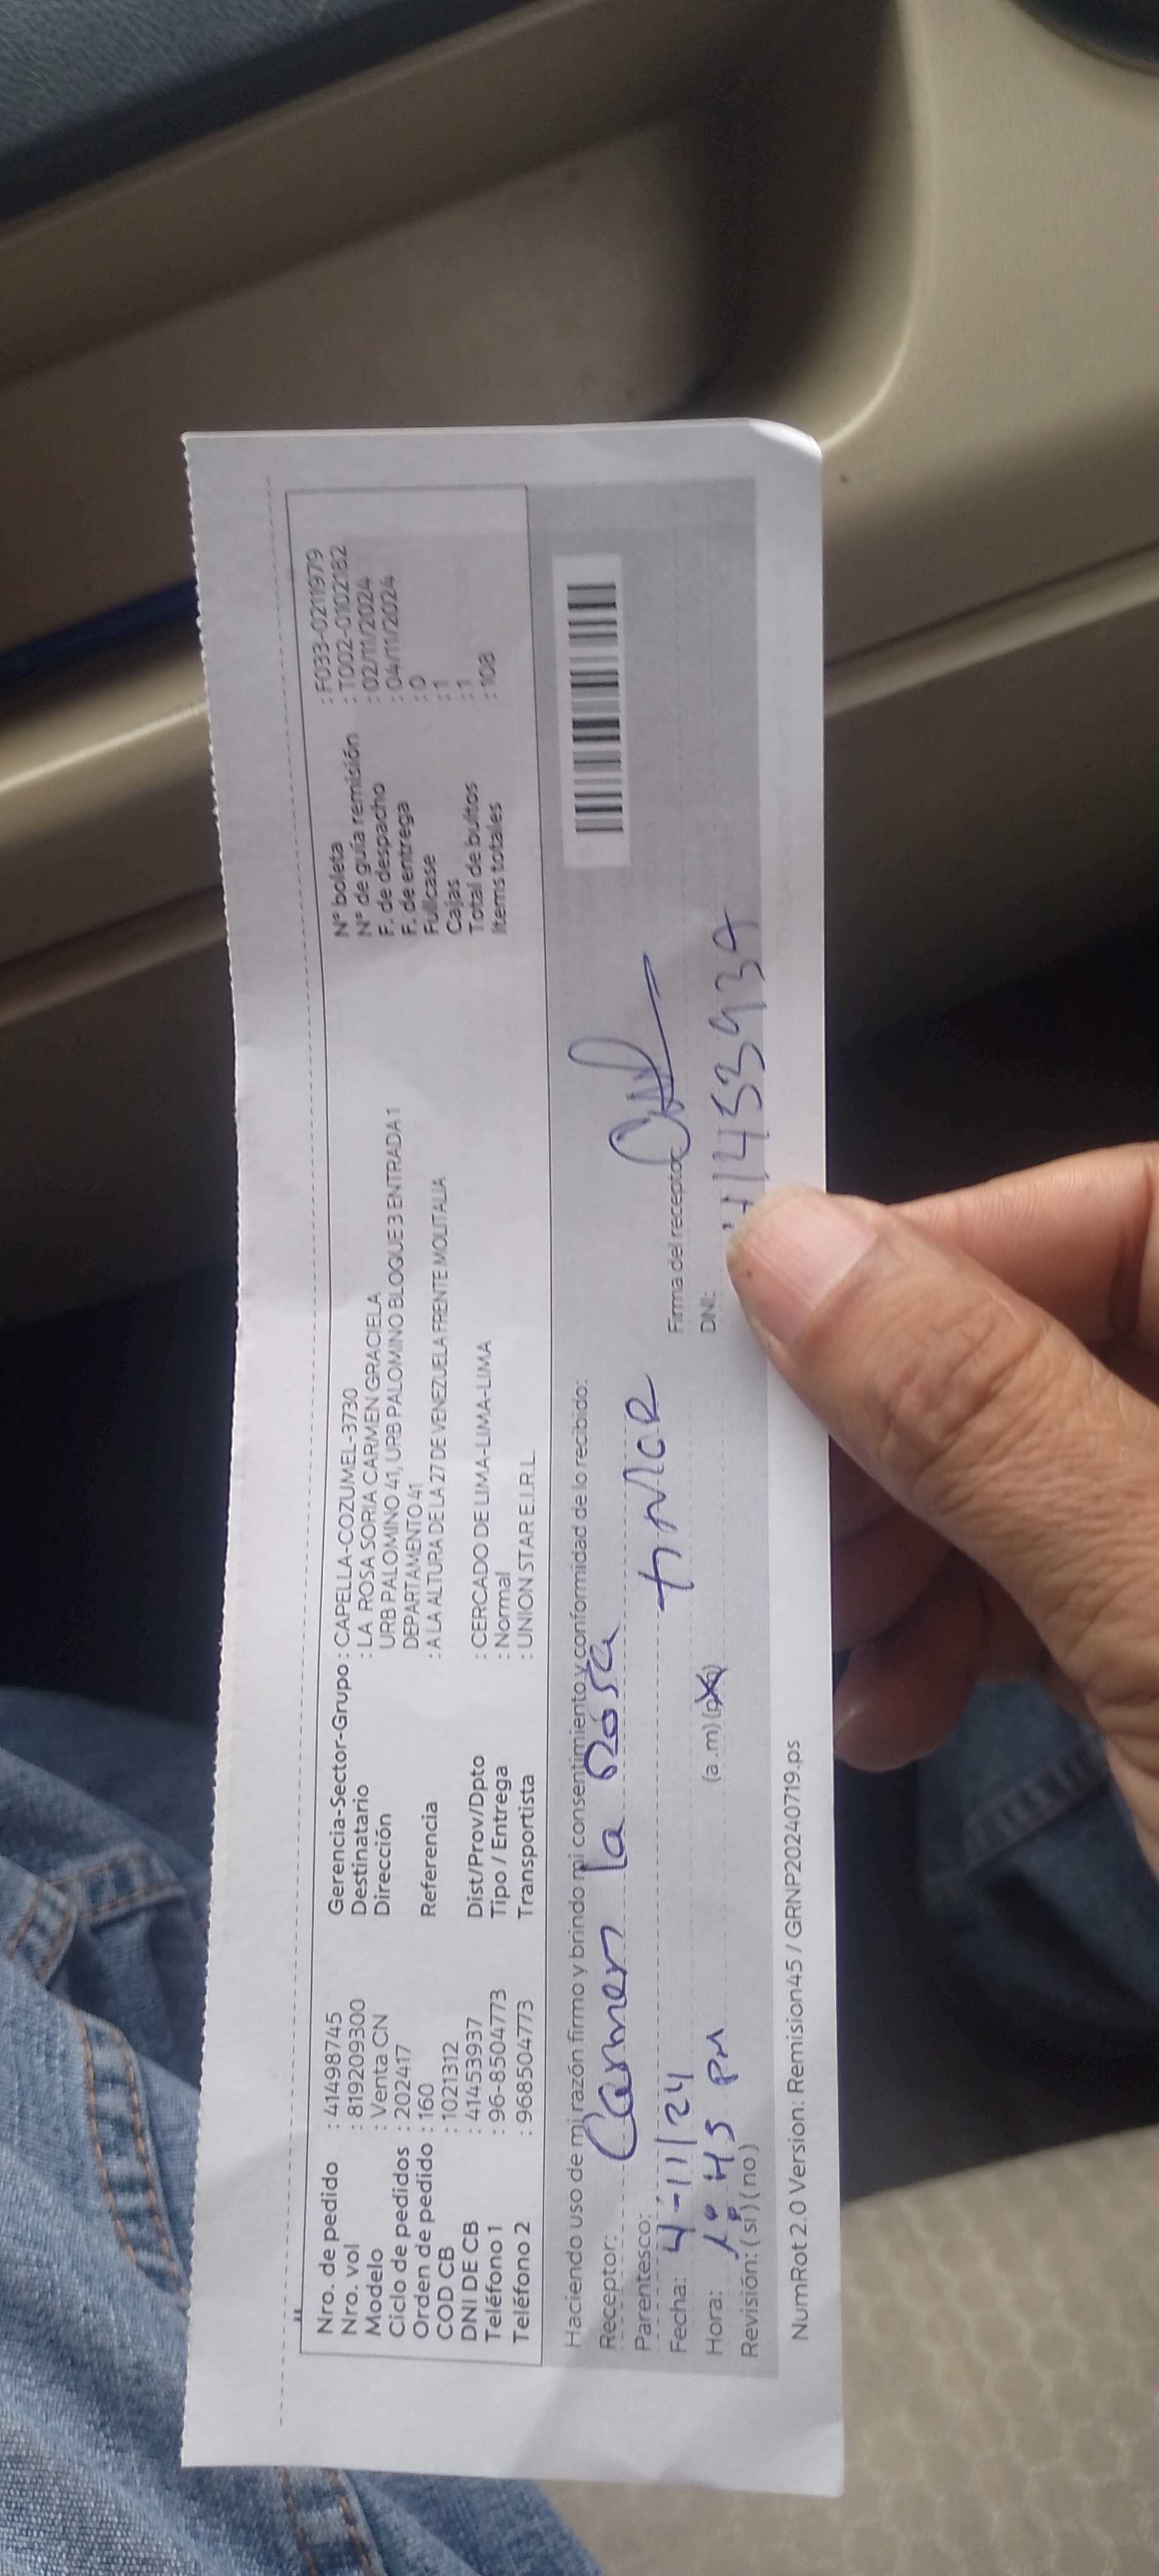 Nro. de pedido : 41498745
Nro. vol : 819209300
Modelo : Venta CN
Ciclo de pedidos : 202417
Orden de pedido : 160
COD CB : 1021312
DNI DE CB : 41453937
Teléfono 1 : 96-8504773
Teléfono 2 : 968504773
Gerencia-Sector-Grupo : CAPELLA-COZUMEL-3730
Destinatario : LA ROSA SORIA CARMEN GRACIELA
Dirección URB PALOMINO 41, URB PALOMINO BLOQUE 3 ENTRADA 1
DEPARTAMENTO 41
Referencia : A LA ALTURA DE LA 27 DE VENEZUELA FRENTE MOLITALIA
Dist/Prov/Dpto : CERCADO DE LIMA-LIMA-LIMA
Tipo / Entrega : Normal
Transportista : UNION STAR E.I.R.L.
N° boleta : F033-0211979
N° de guía remisión : T002-0102182
F. de despacho : 02/11/2024
F. de entrega : 04/11/2024
Fullcase : 0
Cajas : 1
Total de bultos : 1
Items totales : 108
Haciendo uso de mi razón firmo y brindo mi consentimiento y conformidad de lo recibido:
Receptor: Carmen la Rosa
Parentesco:
Fecha: 4-11/24
Hora: 1:45 PM (a.m) (p.m)
Revisión: (si) (no)
Firma del receptor:
DNI: 41453937
NumRot 2.0 Version: Remision45 / GRNP20240719.ps